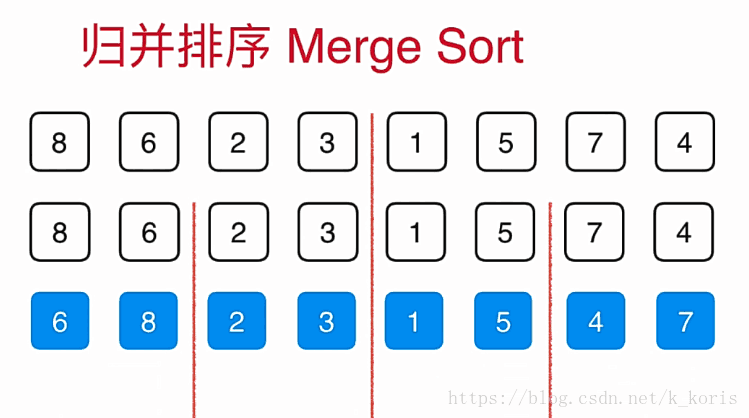 归并排序 Merge Sort
8 6 2 3 1 5 7 4
8 6 2 3 1 5 7 4
6 8 2 3 1 5 4 7
https://blog.csdn.net/k_koris